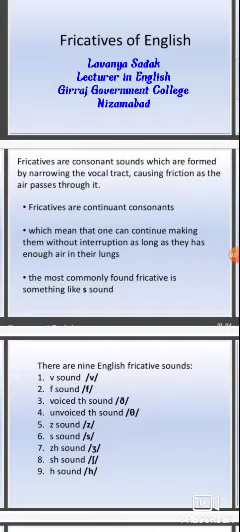 Fricatives of English
Lavanya Sadak
Lecturer in English
Girraj Government College
Nizamabad
Fricatives are consonant sounds which are formed
by narrowing the vocal tract, causing friction as the
air passes through it.
• Fricatives are continuant consonants
• which mean that one can continue making
them without interruption as long as they has
enough air in their lungs
• the most commonly found fricative is
something like s sound
There are nine English fricative sounds:
1. v sound /v/
2. f sound /f/
3. voiced th sound /ð/
4. unvoiced th sound /θ/
5. z sound /z/
6. s sound /s/
7. zh sound /ʒ/
8. sh sound /ʃ/
9. h sound /h/